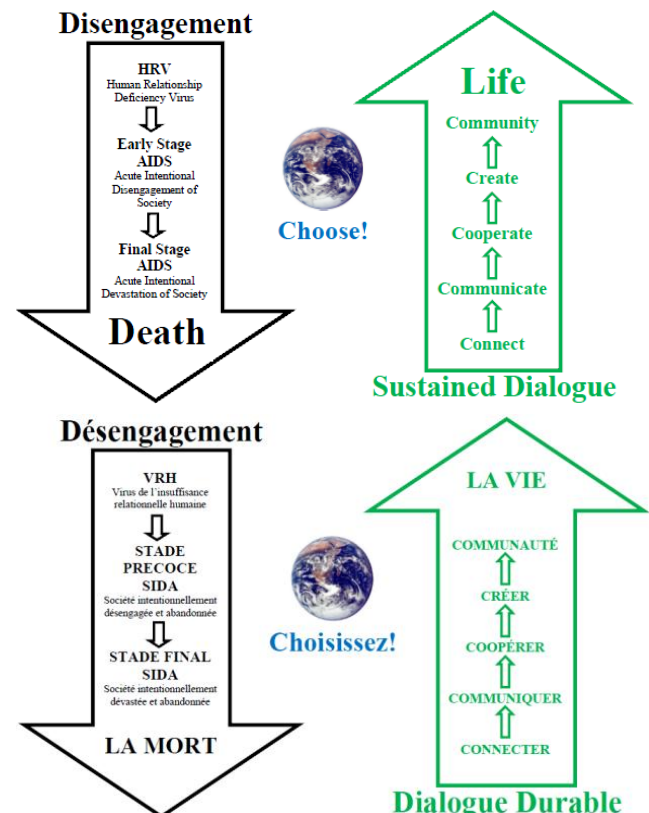 Disengagement
HRV
Human Relationship
Deficiency Virus
Early Stage
AIDS
Acute Intentional
Disengagement of
Society
Final Stage
AIDS
Acute Intentional
Devastation of Society
Death
Choose!
Life
Community
Create
Cooperate
Communicate
Connect
Sustained Dialogue
Désengagement
VRH
Virus de l'insuffisance
relationnelle humaine
STADE
PRECOCE
SIDA
Société intentionnellement
désengagée et abandonnée
STADE FINAL
SIDA
Société intentionnellement
dévastée et abandonnée
LA MORT
Choisissez!
LA VIE
COMMUNAUTÉ
CRÉER
COOPÉRER
COMMUNIQUER
CONNECTER
Dialogue Durable